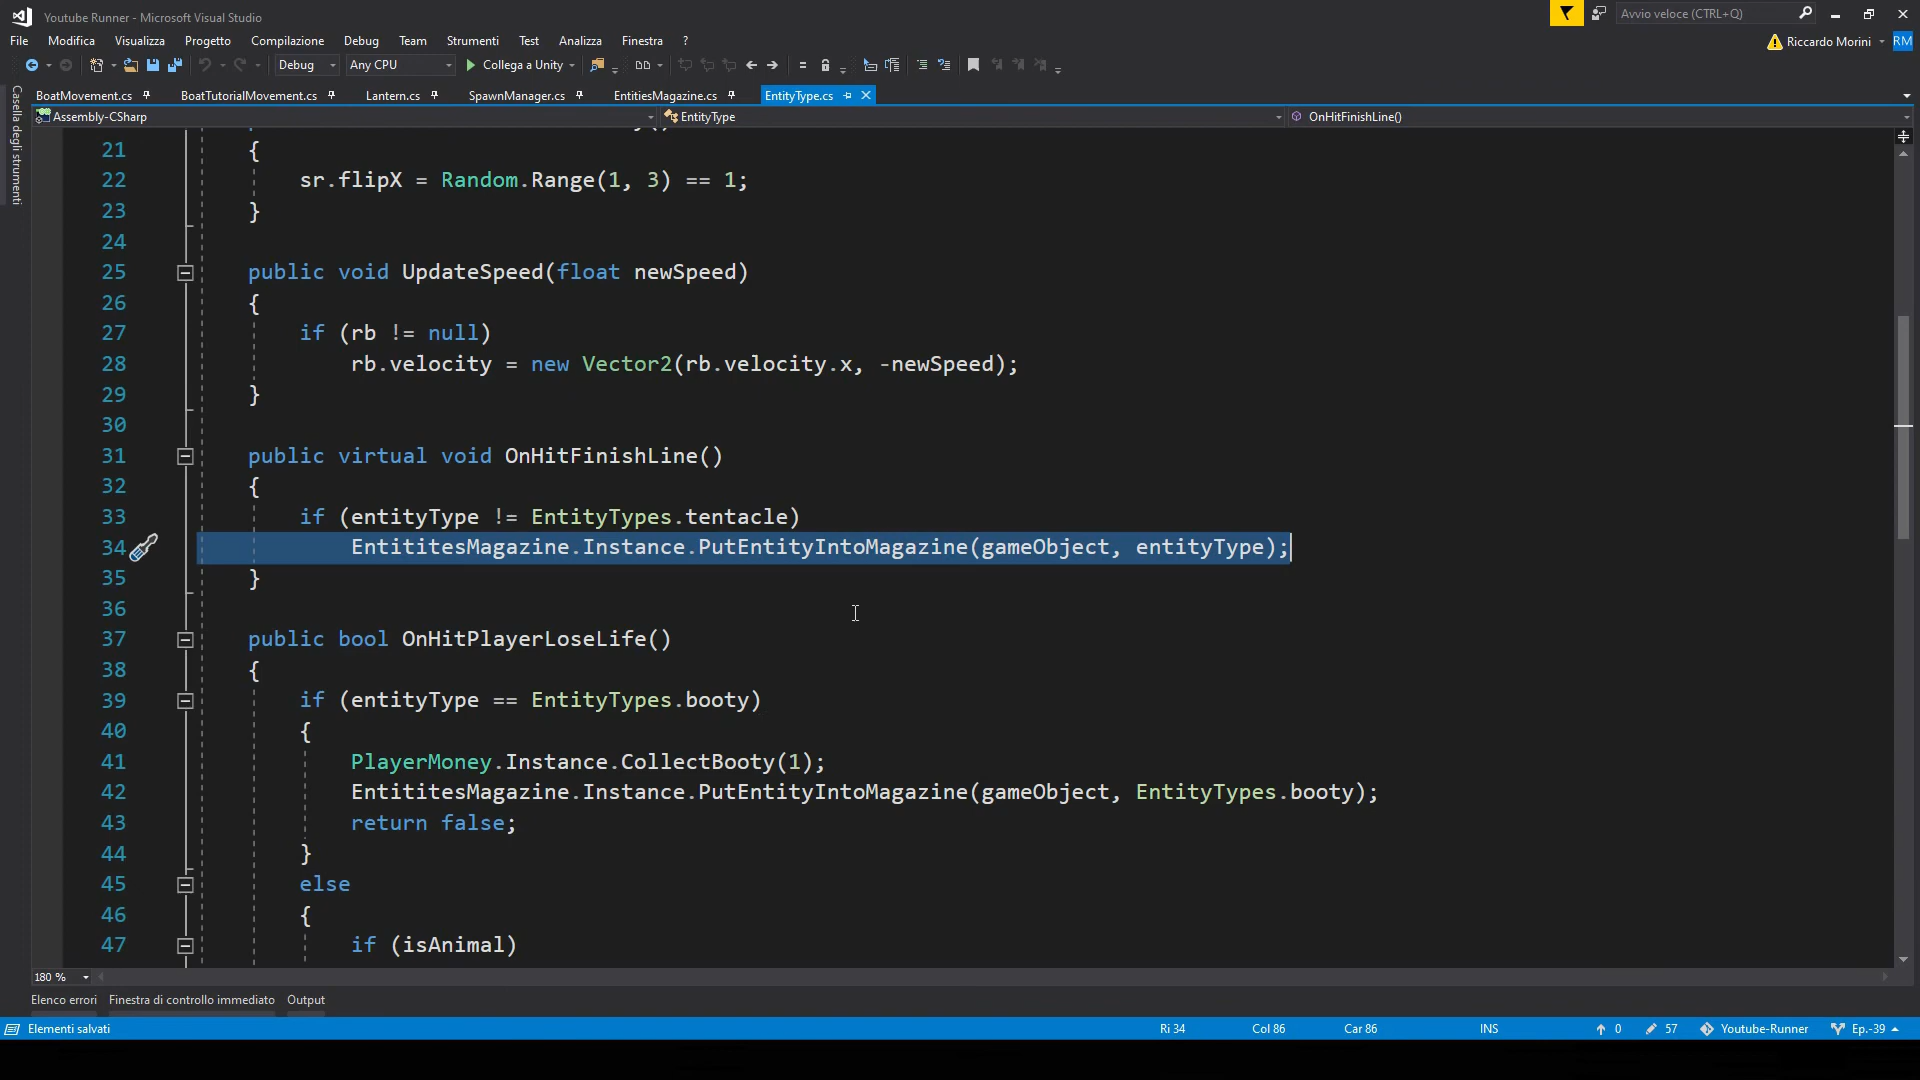 Youtube Runner - Microsoft Visual Studio
Avvio veloce (CTRL+Q)
File Modifica Visualizza Progetto Compilazione Debug Team Strumenti Test Analizza Finestra ?
Riccardo Morini RM
Debug Any CPU Collega a Unity
BoatMovement.cs BoatTutorialMovement.cs Lantern.cs SpawnManager.cs EntitiesMagazine.cs EntityType.cs
Assembly-CSharp EntityType OnHitFinishLine()
Casella degli strumenti
21 {
22 sr.flipX = Random.Range(1, 3) == 1;
23 }
24
25 public void UpdateSpeed(float newSpeed)
26 {
27 if (rb != null)
28 rb.velocity = new Vector2(rb.velocity.x, -newSpeed);
29 }
30
31 public virtual void OnHitFinishLine()
32 {
33 if (entityType != EntityTypes.tentacle)
34 EntititesMagazine.Instance.PutEntityIntoMagazine(gameObject, entityType);
35 }
36
37 public bool OnHitPlayerLoseLife()
38 {
39 if (entityType == EntityTypes.booty)
40 {
41 PlayerMoney.Instance.CollectBooty(1);
42 EntititesMagazine.Instance.PutEntityIntoMagazine(gameObject, EntityTypes.booty);
43 return false;
44 }
45 else
46 {
47 if (isAnimal)
180 %
Elenco errori Finestra di controllo immediato Output
Elementi salvati Ri 34 Col 86 Car 86 INS 0 57 Youtube-Runner Ep.-39